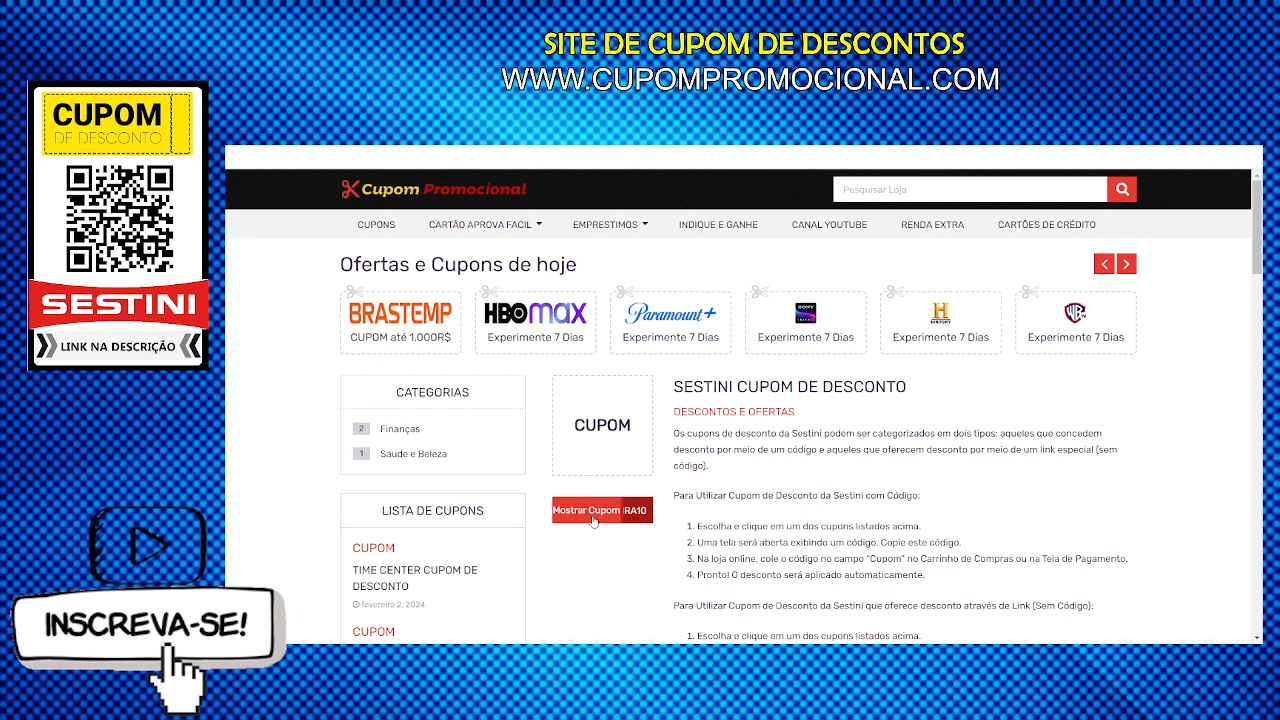 SITE DE CUPOM DE DESCONTOS
WWW.CUPOMPROMOCIONAL.COM
CUPOM
DE DESCONTO
SESTINI
LINK NA DESCRIÇÃO
INSCREVA-SE!
Cupom Promocional
Pesquisar Loja
CUPONS
CARTÃO APROVA FACIL
EMPRESTIMOS
INDIQUE E GANHE
CANAL YOUTUBE
RENDA EXTRA
CARTÕES DE CRÉDITO
Ofertas e Cupons de hoje
BRASTEMP
CUPOM até 1.000R$
HBOmax
Experimente 7 Dias
Paramount+
Experimente 7 Dias
SONY
CHANNEL
Experimente 7 Dias
H
HISTORY
Experimente 7 Dias
WB
TV
Experimente 7 Dias
CATEGORIAS
2 Finanças
1 Saude e Beleza
LISTA DE CUPONS
CUPOM
TIME CENTER CUPOM DE
DESCONTO
fevereiro 2, 2024
CUPOM
CUPOM
Mostrar Cupom RA10
SESTINI CUPOM DE DESCONTO
DESCONTOS E OFERTAS
Os cupons de desconto da Sestini podem ser categorizados em dois tipos: aqueles que concedem
desconto por meio de um código e aqueles que oferecem desconto por meio de um link especial (sem
código).
Para Utilizar Cupom de Desconto da Sestini com Código:
1. Escolha e clique em um dos cupons listados acima.
2. Uma tela será aberta exibindo um código. Copie este código.
3. Na loja online, cole o código no campo “Cupom” no Carrinho de Compras ou na Tela de Pagamento.
4. Pronto! O desconto será aplicado automaticamente.
Para Utilizar Cupom de Desconto da Sestini que oferece desconto através de Link (Sem Código):
1. Escolha e clique em um dos cupons listados acima.